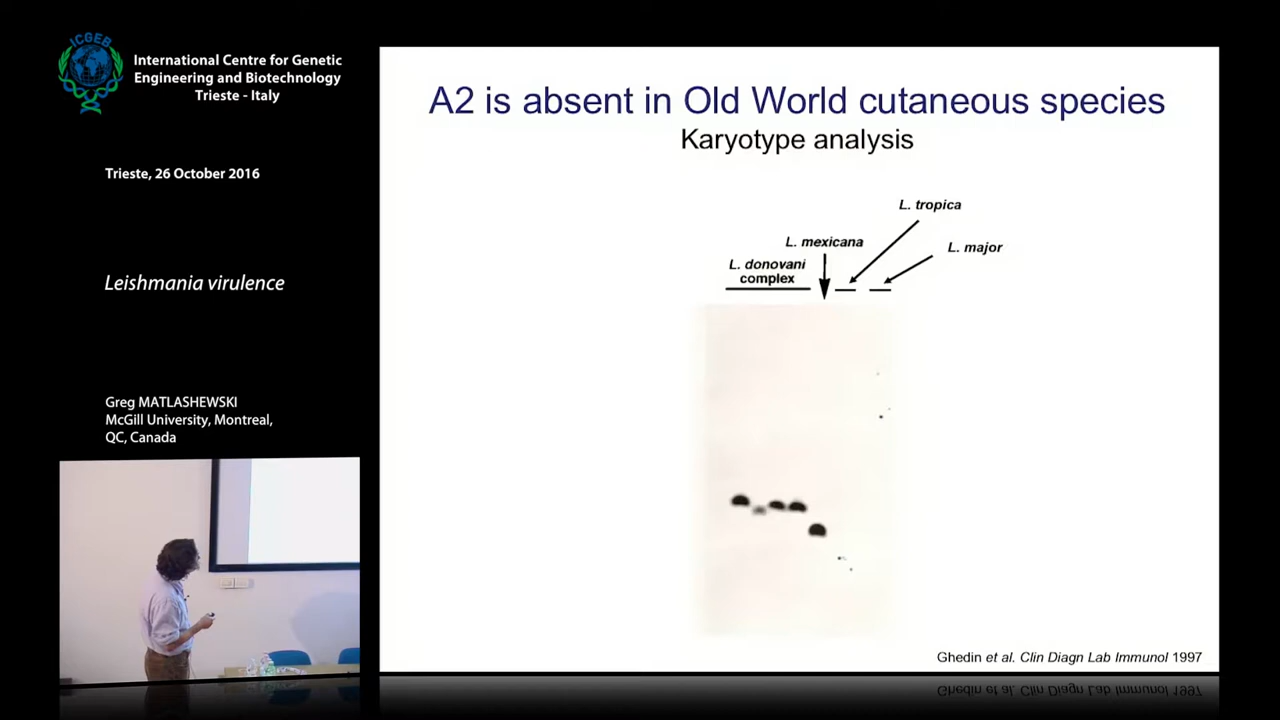 ICGEB
International Centre for Genetic
Engineering and Biotechnology
Trieste - Italy
Trieste, 26 October 2016
Leishmania virulence
Greg MATLASHEWSKI
McGill University, Montreal,
QC, Canada
A2 is absent in Old World cutaneous species
Karyotype analysis
L. tropica
L. mexicana
L. major
L. donovani
complex
Ghedin et al. Clin Diagn Lab Immunol 1997